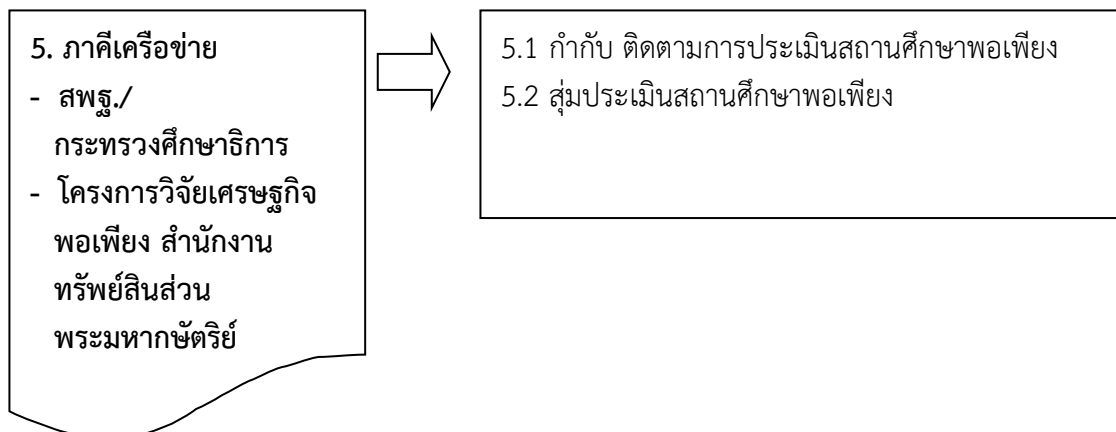 5. ภาคีเครือข่าย
- สพฐ./
กระทรวงศึกษาธิการ
- โครงการวิจัยเศรษฐกิจ
พอเพียง สำนักงาน
ทรัพย์สินส่วน
พระมหากษัตริย์
5.1 กำกับ ติดตามการประเมินสถานศึกษาพอเพียง
5.2 สุ่มประเมินสถานศึกษาพอเพียง